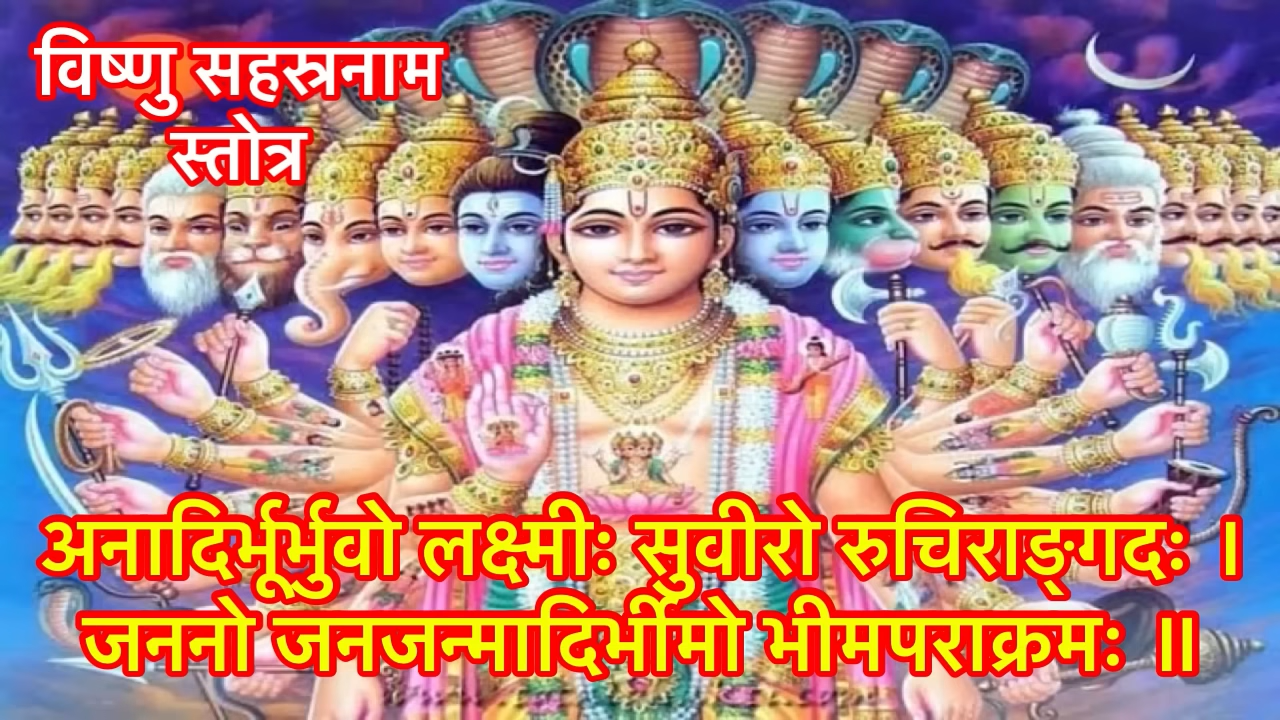 विष्णु सहस्रनाम
स्तोत्र
अनादिर्भूर्भुवो लक्ष्मीः सुवीरो रुचिराङ्गदः ।
जननो जनजन्मादिर्भीमो भीमपराक्रमः ॥